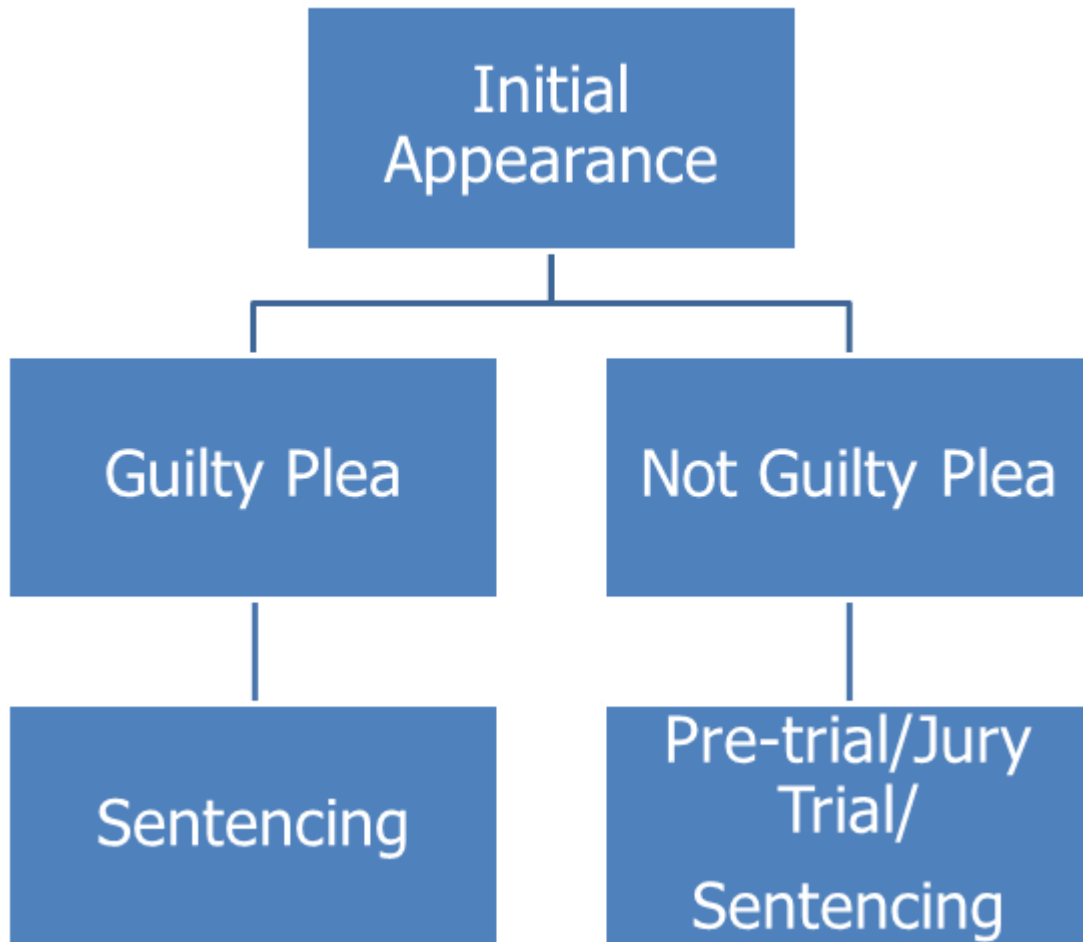 Initial
Appearance
Guilty Plea
Not Guilty Plea
Sentencing
Pre-trial/Jury
Trial/
Sentencing